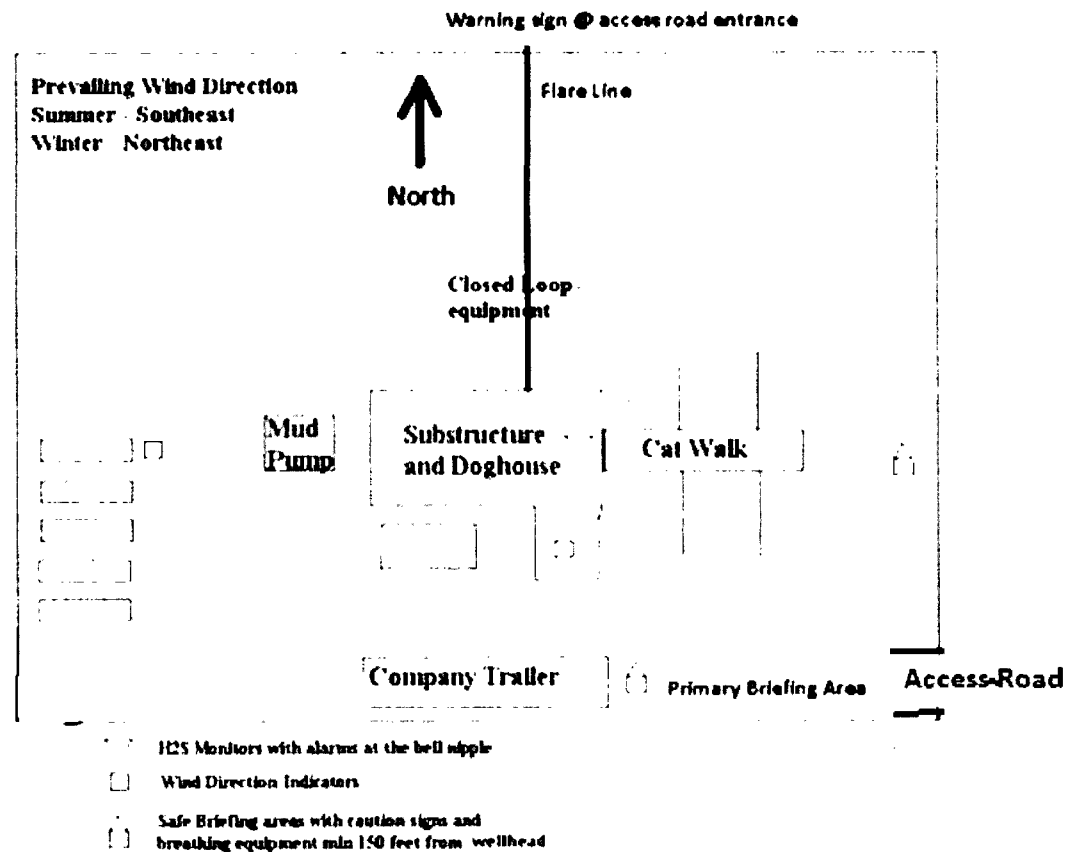 Warning sign @ access road entrance
Prevailing Wind Direction
Summer - Southeast
Winter Northeast
Flare Line
North
Closed Loop
equipment
Mud
Pump
Substructure
and Doghouse
Cat Walk
Company Trailer
Primary Briefing Area
Access-Road
H2S Monitors with alarms at the bell nipple
Wind Direction Indicators
Safe Briefing areas with caution signs and
breathing equipment min 150 feet from wellhead